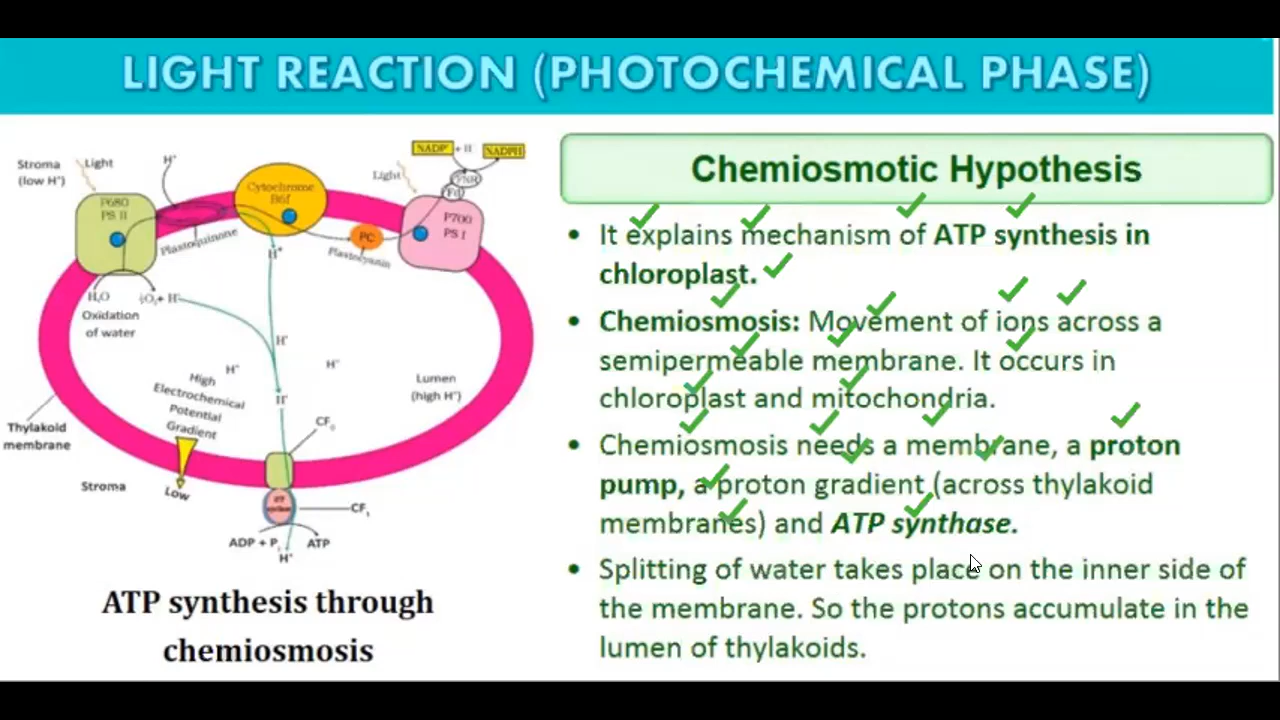 LIGHT REACTION (PHOTOCHEMICAL PHASE)
Stroma
(low H⁺)
Light
H⁺
P680
PS II
Plastoquinone
Cytochrome
B6f
H⁺
PC
Plastocyanin
Light
NADP⁺ + H
NADPH
FNR
Fd
P700
PS I
H₂O
Oxidation
of water
H⁺
H⁺
H⁺
High
Electrochemical
Potential
Gradient
Lumen
(high H⁺)
Thylakoid
membrane
Stroma
Low
CF₀
CF₁
ADP + Pi
ATP
H⁺
ATP synthesis through
chemiosmosis
Chemiosmotic Hypothesis
• It explains mechanism of ATP synthesis in
chloroplast.
• Chemiosmosis: Movement of ions across a
semipermeable membrane. It occurs in
chloroplast and mitochondria.
• Chemiosmosis needs a membrane, a proton
pump, a proton gradient (across thylakoid
membranes) and ATP synthase.
• Splitting of water takes place on the inner side of
the membrane. So the protons accumulate in the
lumen of thylakoids.